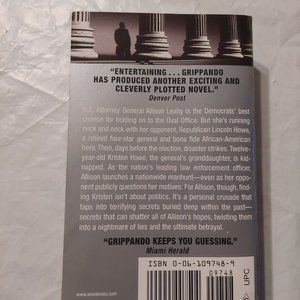 "ENTERTAINING . . . GRIPPANDO
HAS PRODUCED ANOTHER EXCITING AND
CLEVERLY PLOTTED NOVEL."
Denver Post
U.S. Attorney General Allison Leahy is the Democrats' best
chance for holding on to the Oval Office. But she's running
neck and neck with her opponent, Republican Lincoln Howe,
a retired four-star general and bona fide African-American
hero. Then, days before the election, disaster strikes. Twelve-
year-old Kristen Howe, the general's granddaughter, is kid-
napped. As the nation's leading law enforcement officer,
Allison launches a nationwide manhunt—even as her oppo-
nent publicly questions her motives. For Allison, though, find-
ing Kristen isn't about politics. It's a personal crusade that
taps into terrifying secrets buried deep within the past—
secrets that can shatter all of Allison's hopes, twisting them
into a nightmare of lies and the ultimate betrayal.
"GRIPPANDO KEEPS YOU GUESSING."
Miami Herald
ISBN 0-06-109748-9
09748
UPC
www.avonbooks.com